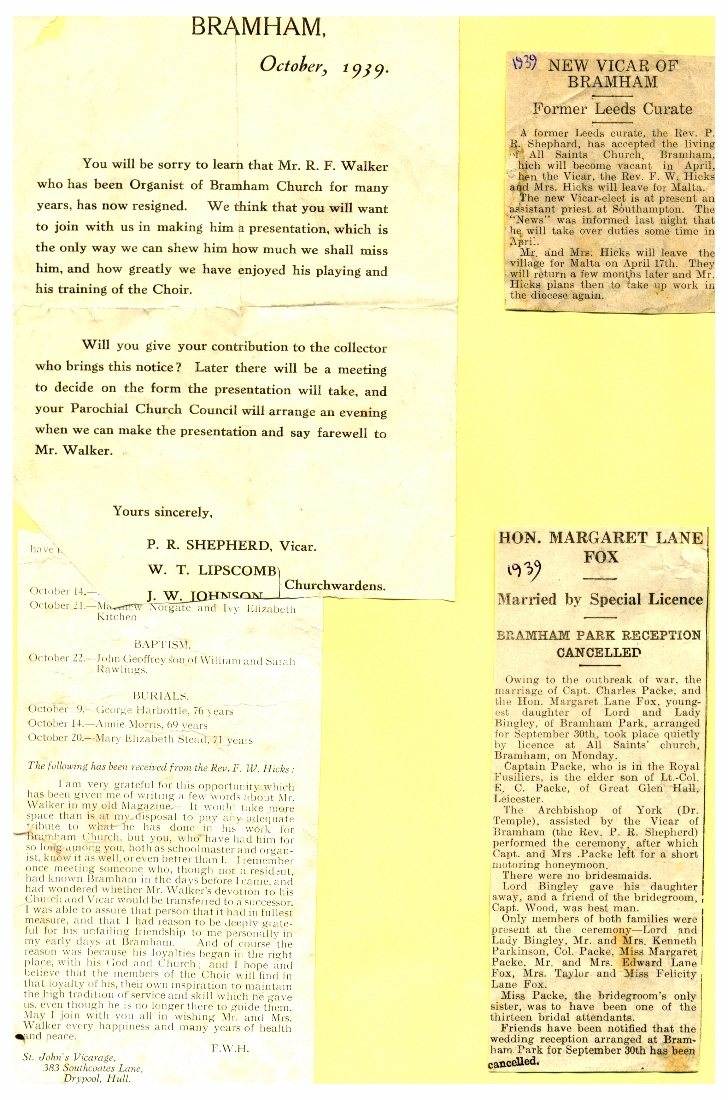 BRAMHAM,
October, 1939.
You will be sorry to learn that Mr. R. F. Walker
who has been Organist of Bramham Church for many
years, has now resigned. We think that you will want
to join with us in making him a presentation, which is
the only way we can shew him how much we shall miss
him, and how greatly we have enjoyed his playing and
his training of the Choir.
Will you give your contribution to the collector
who brings this notice? Later there will be a meeting
to decide on the form the presentation will take, and
your Parochial Church Council will arrange an evening
when we can make the presentation and say farewell to
Mr. Walker.
Yours sincerely,
P. R. SHEPHERD, Vicar.
W. T. LIPSCOMB
Churchwardens.
J. W. JOHNSON
have
October 14.—
October 21.—Matthew Norgate and Ivy Elizabeth
Kitchen
BAPTISM.
October 22.—John Geoffrey son of William and Sarah
Rawlings.
BURIALS.
October 9.—George Harbottle, 76 years
October 14.—Annie Morris, 69 years
October 20.—Mary Elizabeth Stead, 71 years
The following has been received from the Rev. F. W. Hicks:
I am very grateful for this opportunity which
has been given me of writing a few words about Mr.
Walker in my old Magazine. It would take more
space than is at my disposal to pay any adequate
tribute to what he has done in his work for
Bramham Church, but you, who have had him for
so long among you, both as schoolmaster and organ-
ist, know it as well, or even better than I. I remember
once meeting someone who, though not a resident,
had known Bramham in the days before I came, and
had wondered whether Mr. Walker's devotion to his
Church and Vicar would be transferred to a successor.
I was able to assure that person that it had in fullest
measure, and that I had reason to be deeply grate-
ful for his unfailing friendship to me personally in
my early days at Bramham. And of course the
reason was because his loyalties began in the right
place, with his God and Church; and I hope and
believe that the members of the Choir will find in
that loyalty of his, their own inspiration to maintain
the high tradition of service and skill which he gave
us, even though he is no longer there to guide them.
May I join with you all in wishing Mr. and Mrs.
Walker every happiness and many years of health
and peace.
F.W.H.
St. John's Vicarage,
383 Southcoates Lane,
Drypool, Hull.
1939 NEW VICAR OF
BRAMHAM
Former Leeds Curate
A former Leeds curate, the Rev. P.
R. Shephard, has accepted the living
of All Saints Church, Bramham,
hich will become vacant in April,
hen the Vicar, the Rev. F. W. Hicks
and Mrs. Hicks will leave for Malta.
The new Vicar-elect is at present an
assistant priest at Southampton. The
"News" was informed last night that
he will take over duties some time in
April.
Mr. and Mrs. Hicks will leave the
village for Malta on April 17th. They
will return a few months later and Mr.
Hicks plans then to take up work in
the diocese again.
HON. MARGARET LANE
FOX
1939
Married by Special Licence
BRAMHAM PARK RECEPTION
CANCELLED
Owing to the outbreak of war, the
marriage of Capt. Charles Packe, and
the Hon. Margaret Lane Fox, young-
est daughter of Lord and Lady
Bingley, of Bramham Park, arranged
for September 30th, took place quietly
by licence at All Saints' church,
Bramham, on Monday.
Captain Packe, who is in the Royal
Fusiliers, is the elder son of Lt.-Col.
E. C. Packe, of Great Glen Hall,
Leicester.
The Archbishop of York (Dr.
Temple), assisted by the Vicar of
Bramham (the Rev. P. R. Shepherd)
performed the ceremony, after which
Capt. and Mrs .Packe left for a short
motoring honeymoon.
There were no bridesmaids.
Lord Bingley gave his daughter
away, and a friend of the bridegroom,
Capt. Wood, was best man.
Only members of both families were
present at the ceremony—Lord and
Lady Bingley, Mr. and Mrs. Kenneth
Parkinson, Col. Packe, Miss Margaret
Packe, Mr. and Mrs. Edward Lane
Fox, Mrs. Taylor and Miss Felicity
Lane Fox.
Miss Packe, the bridegroom's only
sister, was to have been one of the
thirteen bridal attendants.
Friends have been notified that the
wedding reception arranged at Bram-
ham Park for September 30th has been
cancelled.